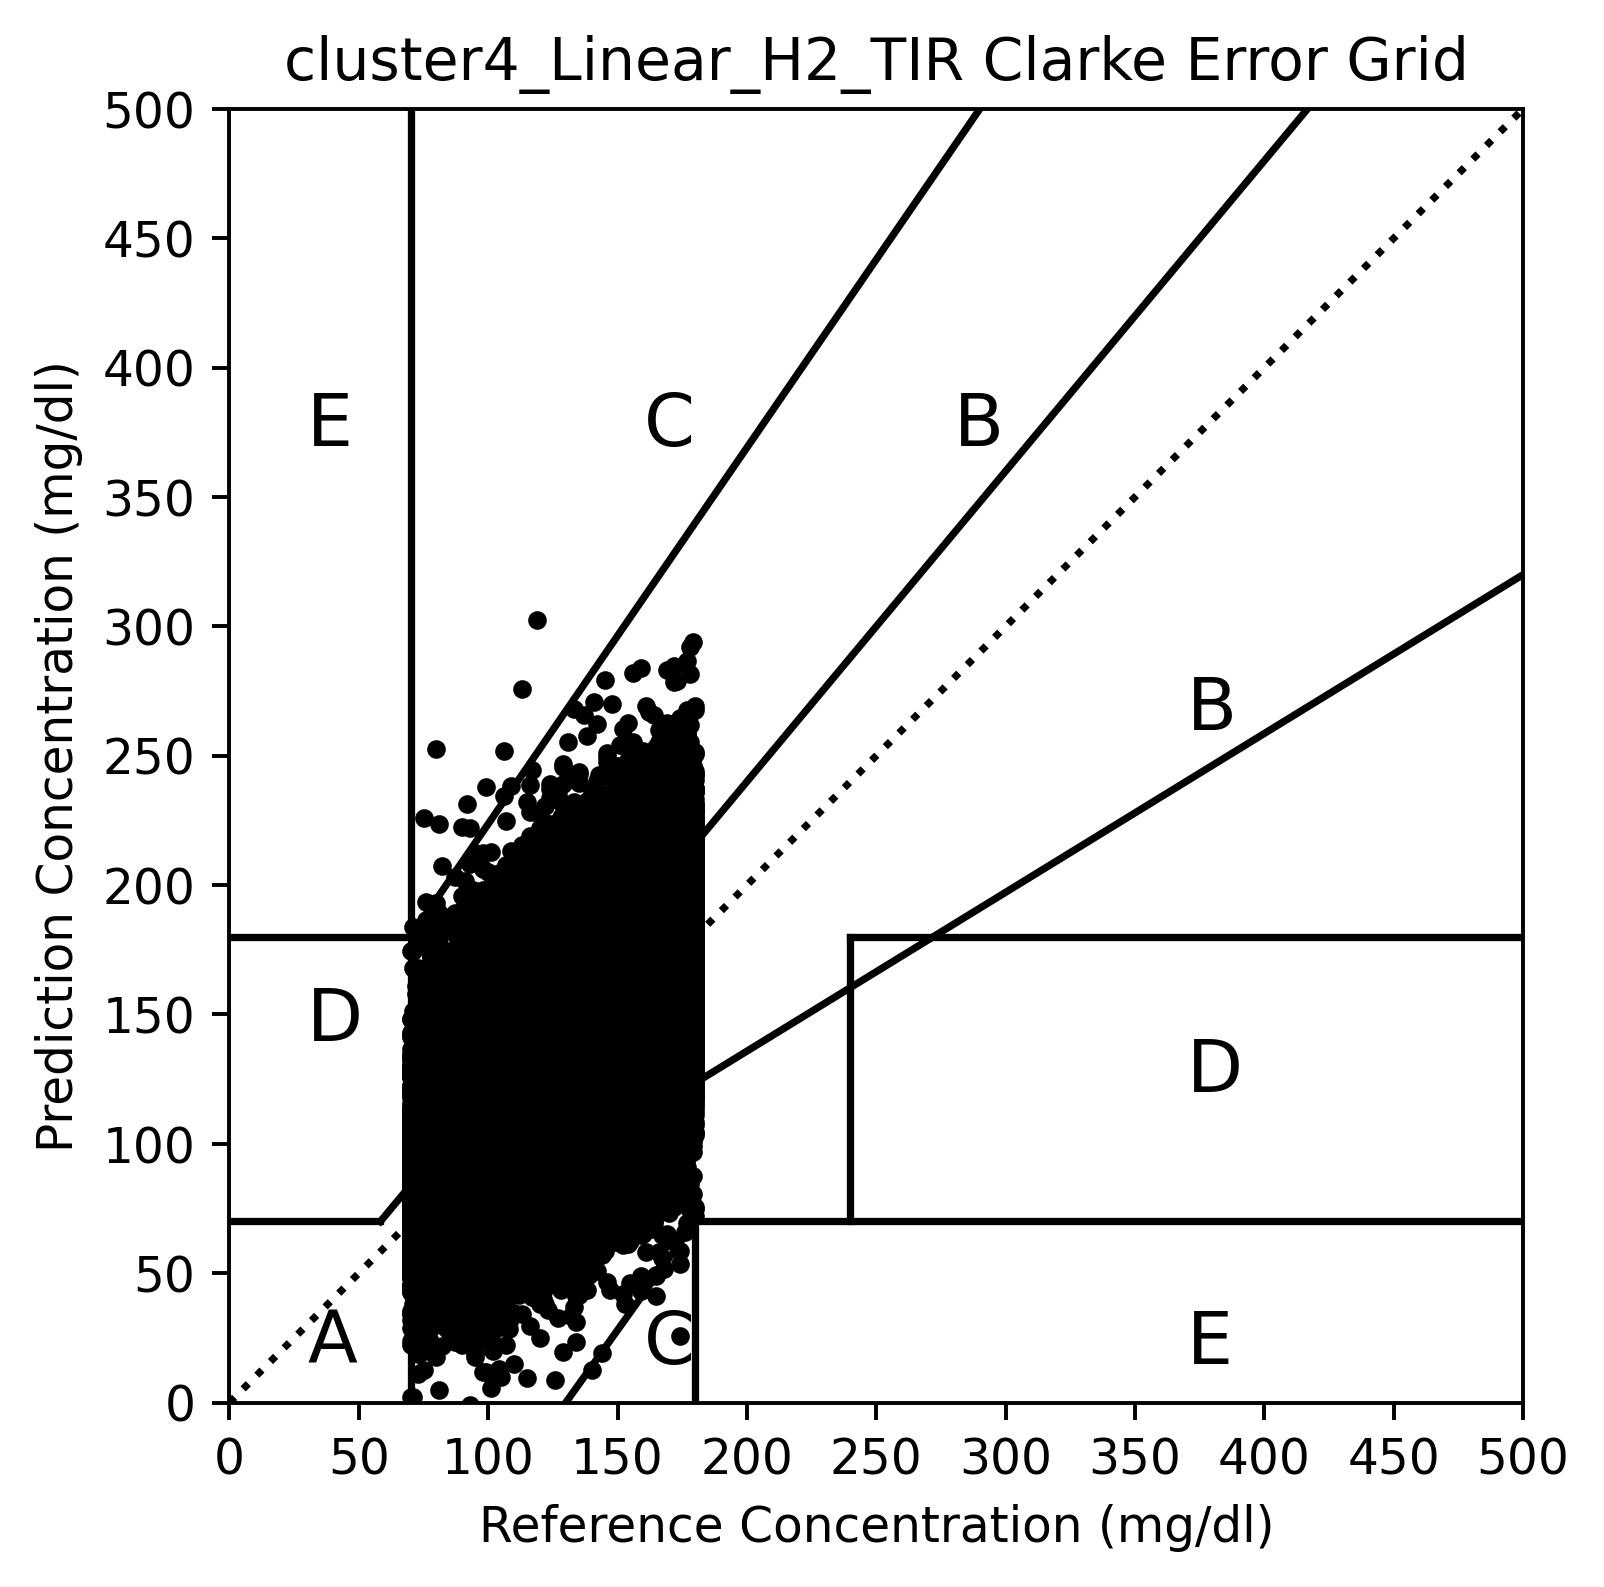 cluster4_Linear_H2_TIR Clarke Error Grid
500
450
400
350
300
250
200
150
100
50
0
Prediction Concentration (mg/dl)
E
C
B
B
D
D
A
C
E
0 50 100 150 200 250 300 350 400 450 500
Reference Concentration (mg/dl)